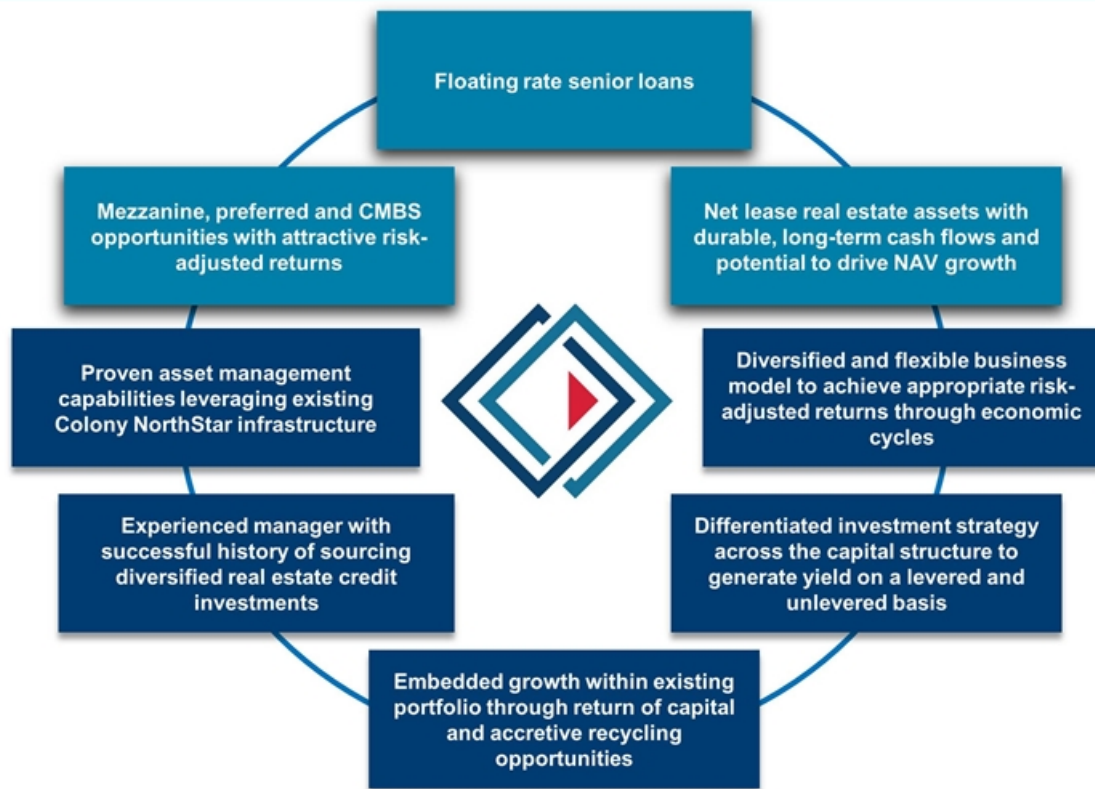 Floating rate senior loans
Mezzanine, preferred and CMBS
opportunities with attractive risk-
adjusted returns
Net lease real estate assets with
durable, long-term cash flows and
potential to drive NAV growth
Proven asset management
capabilities leveraging existing
Colony NorthStar infrastructure
Diversified and flexible business
model to achieve appropriate risk-
adjusted returns through economic
cycles
Experienced manager with
successful history of sourcing
diversified real estate credit
investments
Differentiated investment strategy
across the capital structure to
generate yield on a levered and
unlevered basis
Embedded growth within existing
portfolio through return of capital
and accretive recycling
opportunities